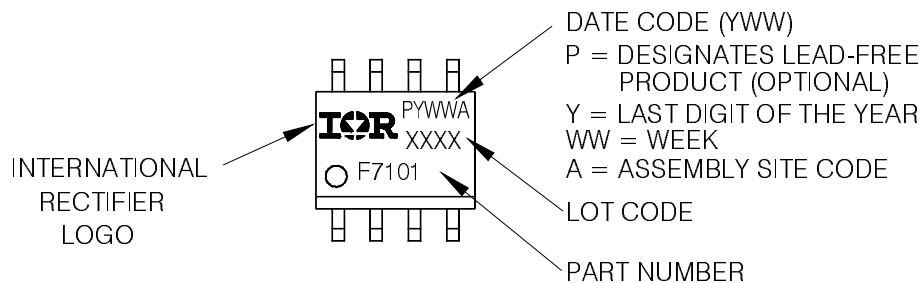 DATE CODE (YWW)
P = DESIGNATES LEAD-FREE
PRODUCT (OPTIONAL)
Y = LAST DIGIT OF THE YEAR
WW = WEEK
A = ASSEMBLY SITE CODE
LOT CODE
PART NUMBER
INTERNATIONAL
RECTIFIER
LOGO
IOR
PYWWA
XXXX
F7101